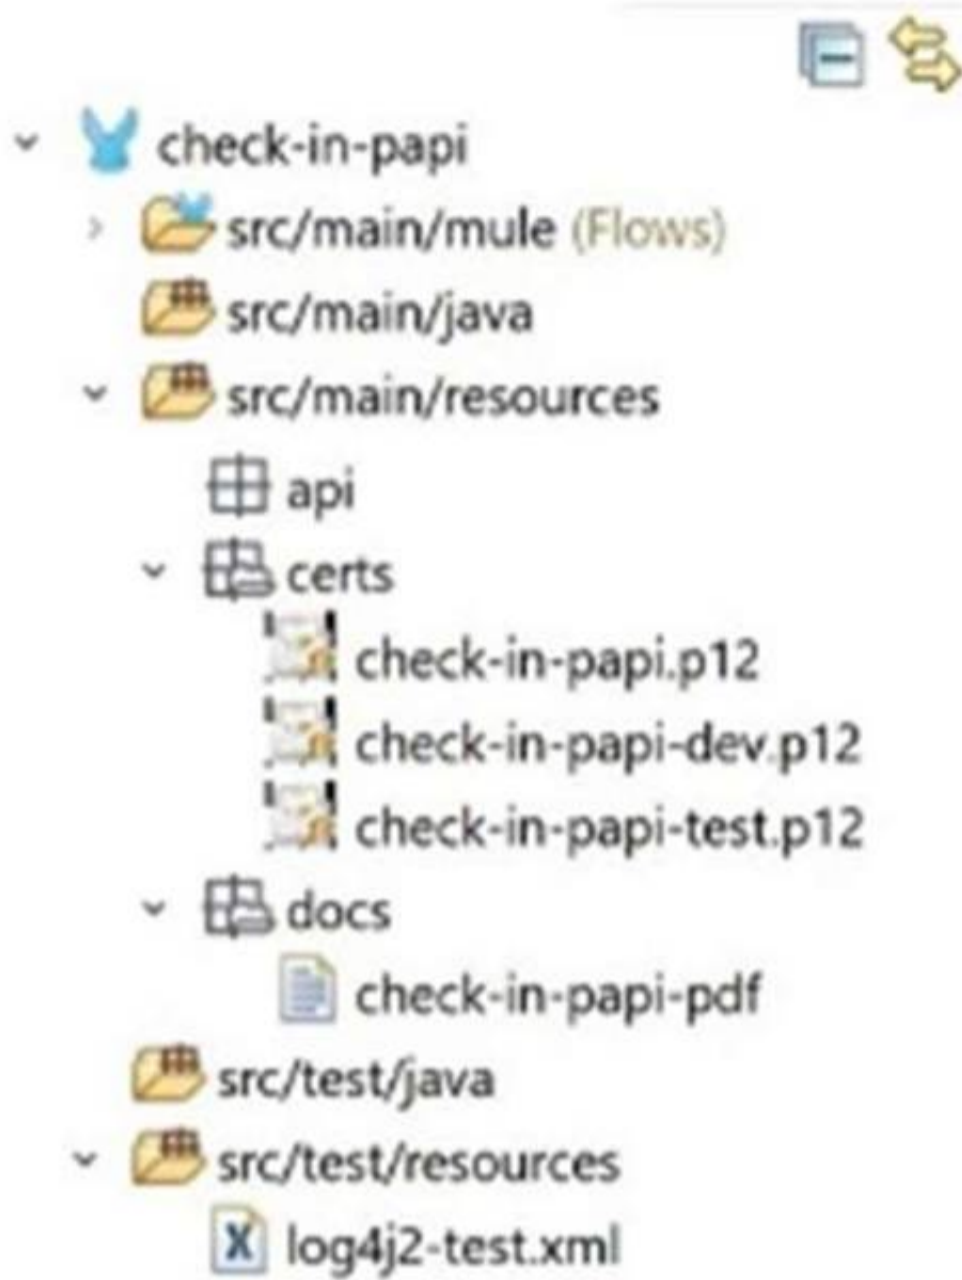 check-in-papi
src/main/mule (Flows)
src/main/java
src/main/resources
api
certs
check-in-papi.p12
check-in-papi-dev.p12
check-in-papi-test.p12
docs
check-in-papi-pdf
src/test/java
src/test/resources
log4j2-test.xml